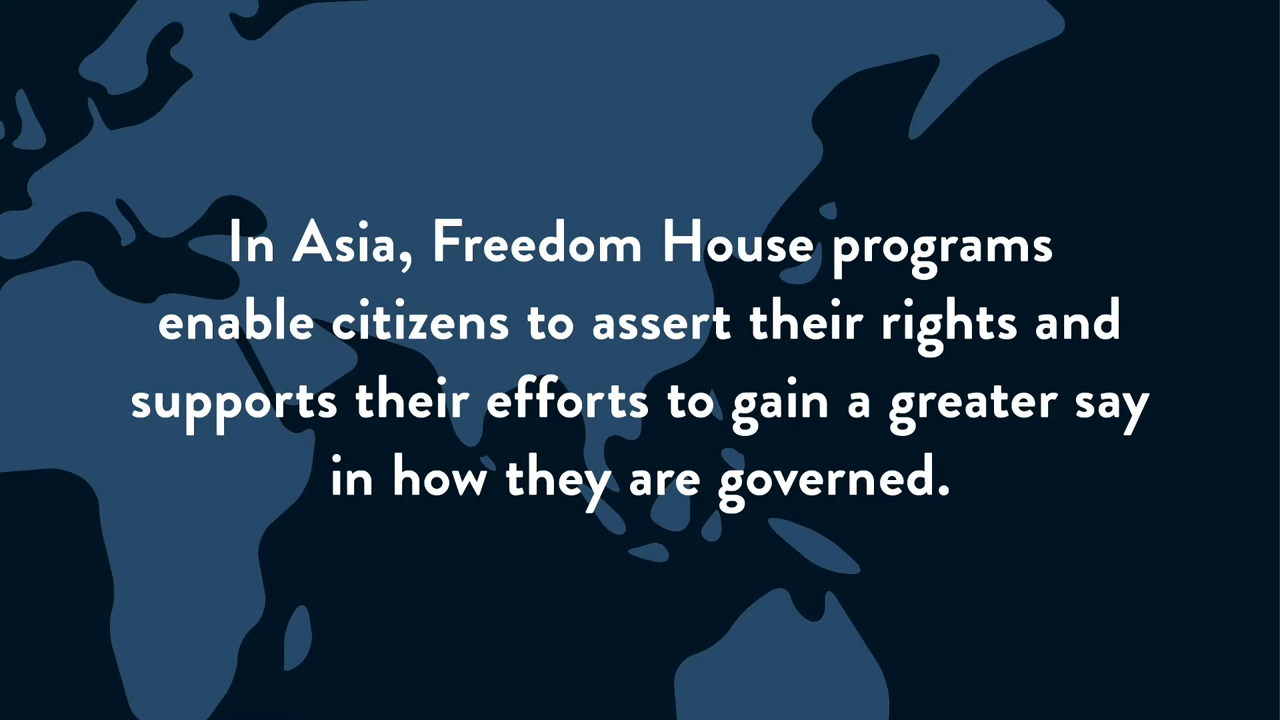 In Asia, Freedom House programs
enable citizens to assert their rights and
supports their efforts to gain a greater say
in how they are governed.